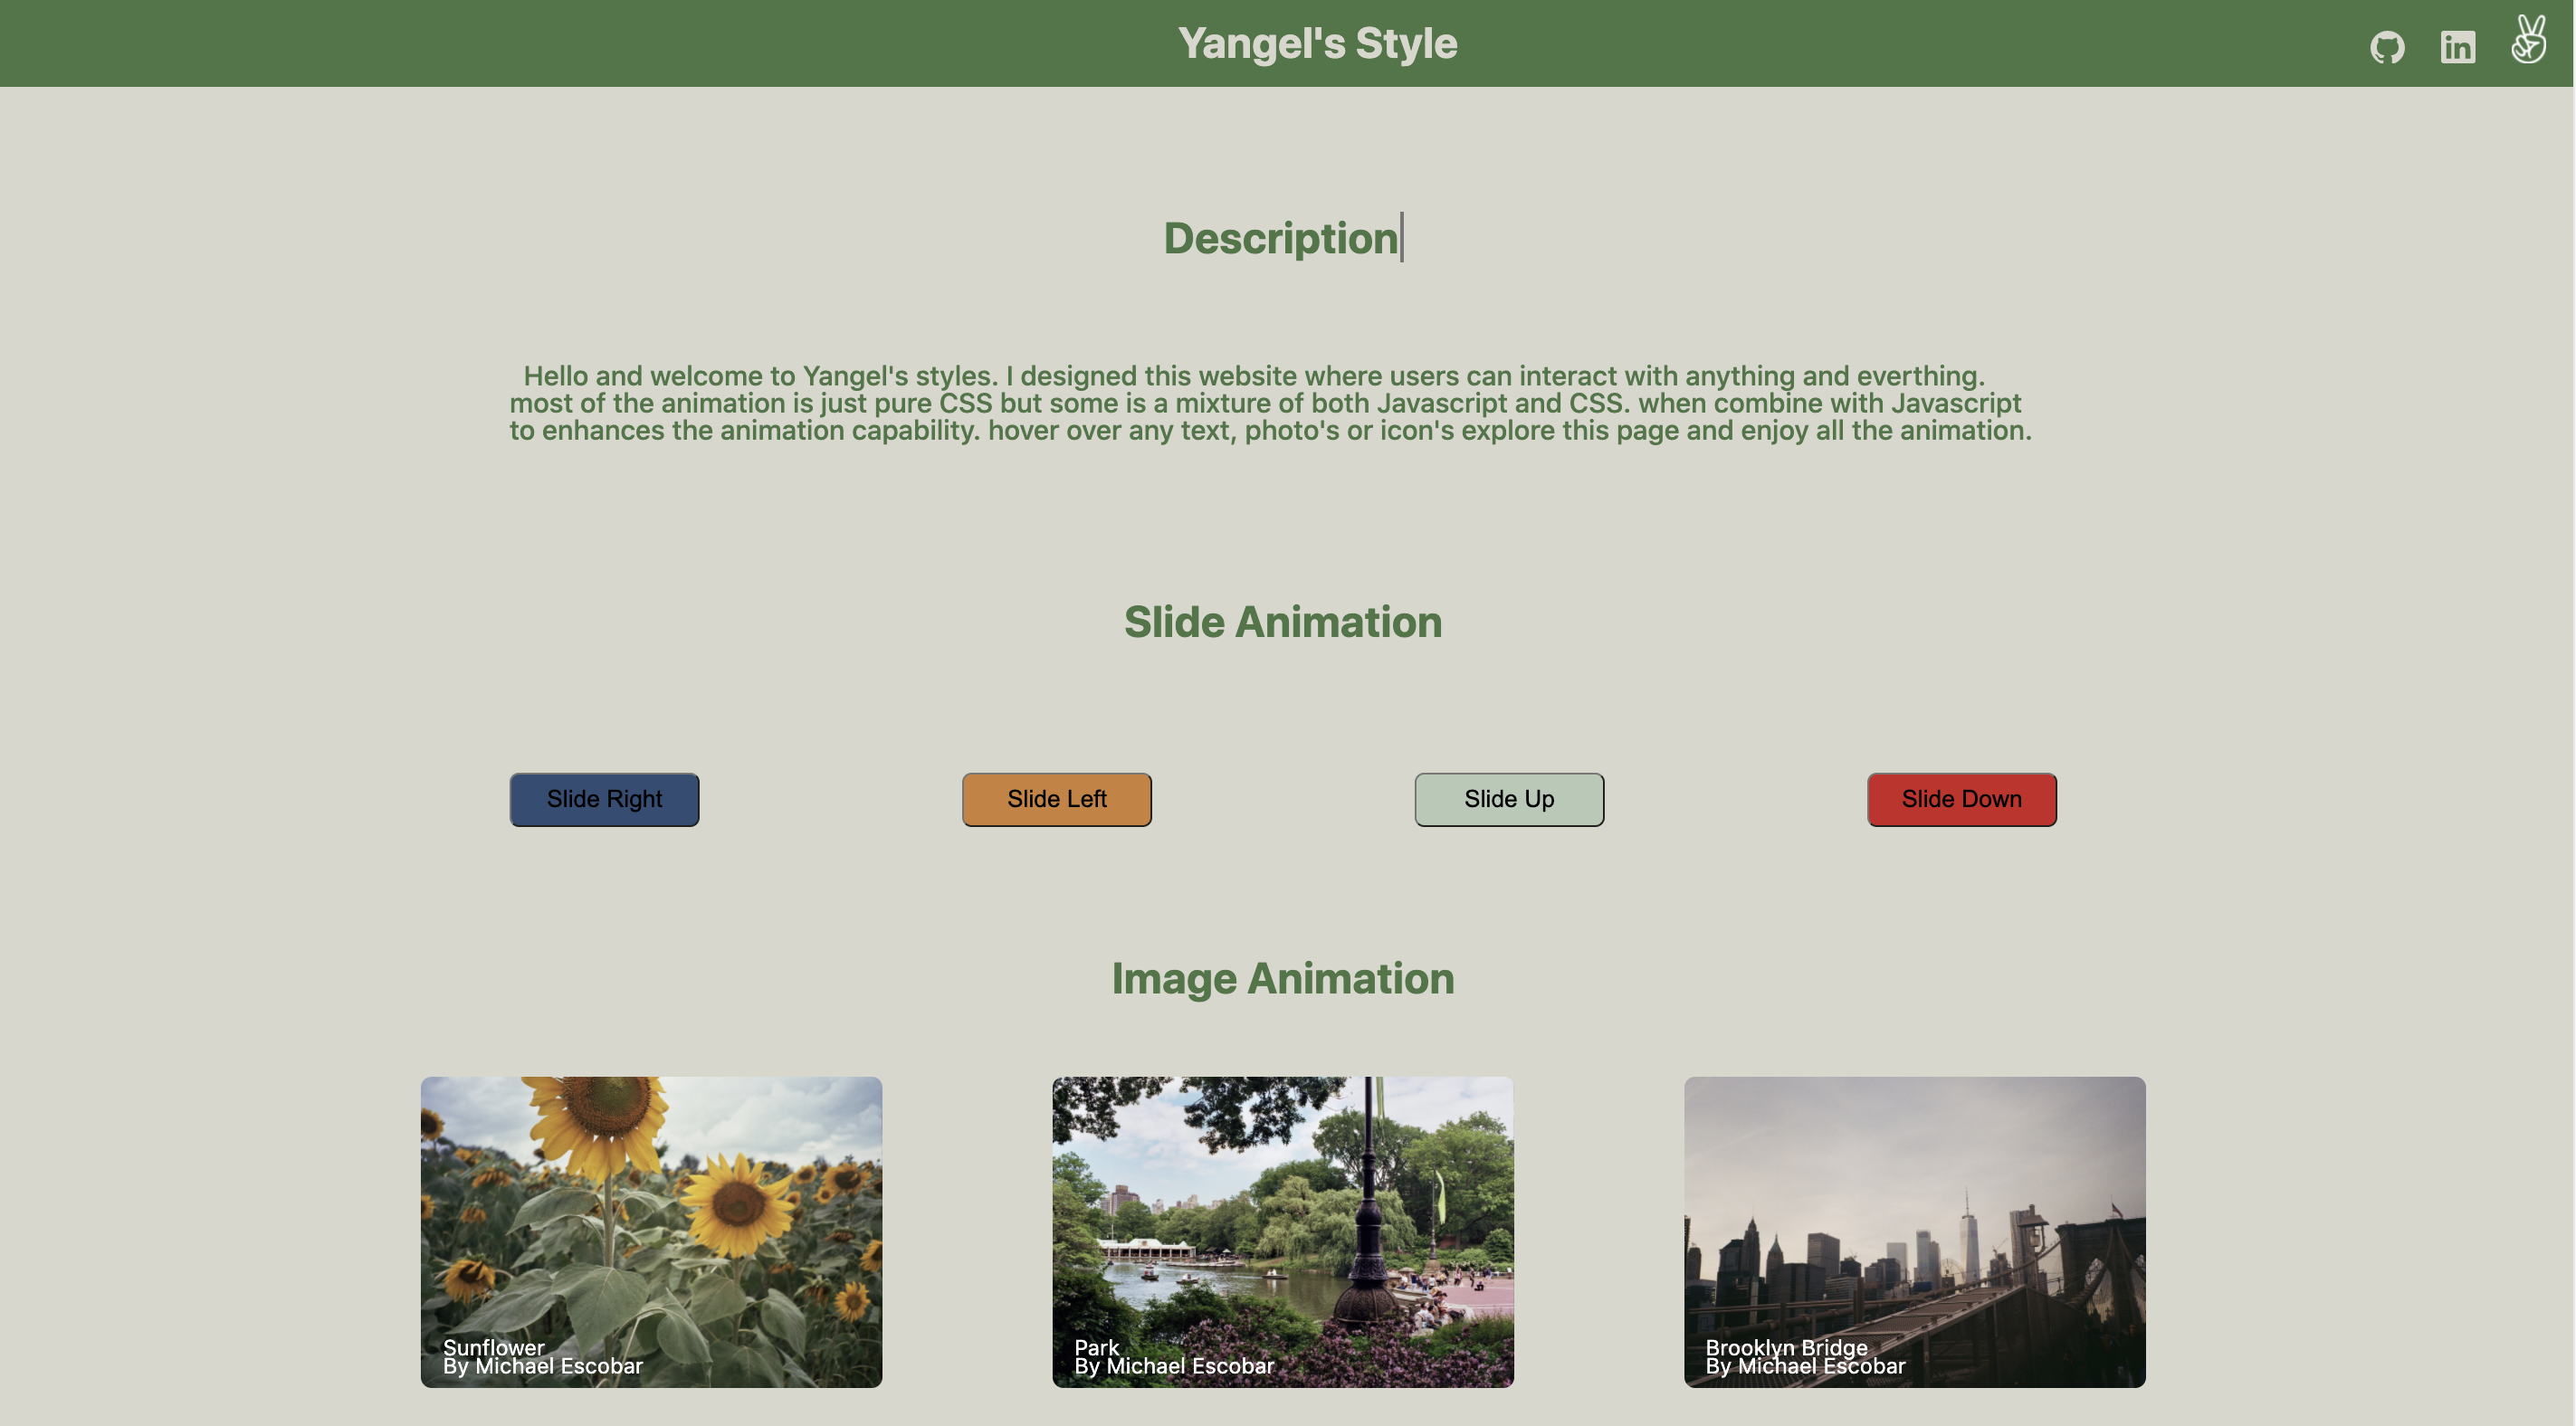 Yangel's Style
Description
Hello and welcome to Yangel's styles. I designed this website where users can interact with anything and everthing.
most of the animation is just pure CSS but some is a mixture of both Javascript and CSS. when combine with Javascript
to enhances the animation capability. hover over any text, photo's or icon's explore this page and enjoy all the animation.
Slide Animation
Slide Right
Slide Left
Slide Up
Slide Down
Image Animation
Sunflower
By Michael Escobar
Park
By Michael Escobar
Brooklyn Bridge
By Michael Escobar